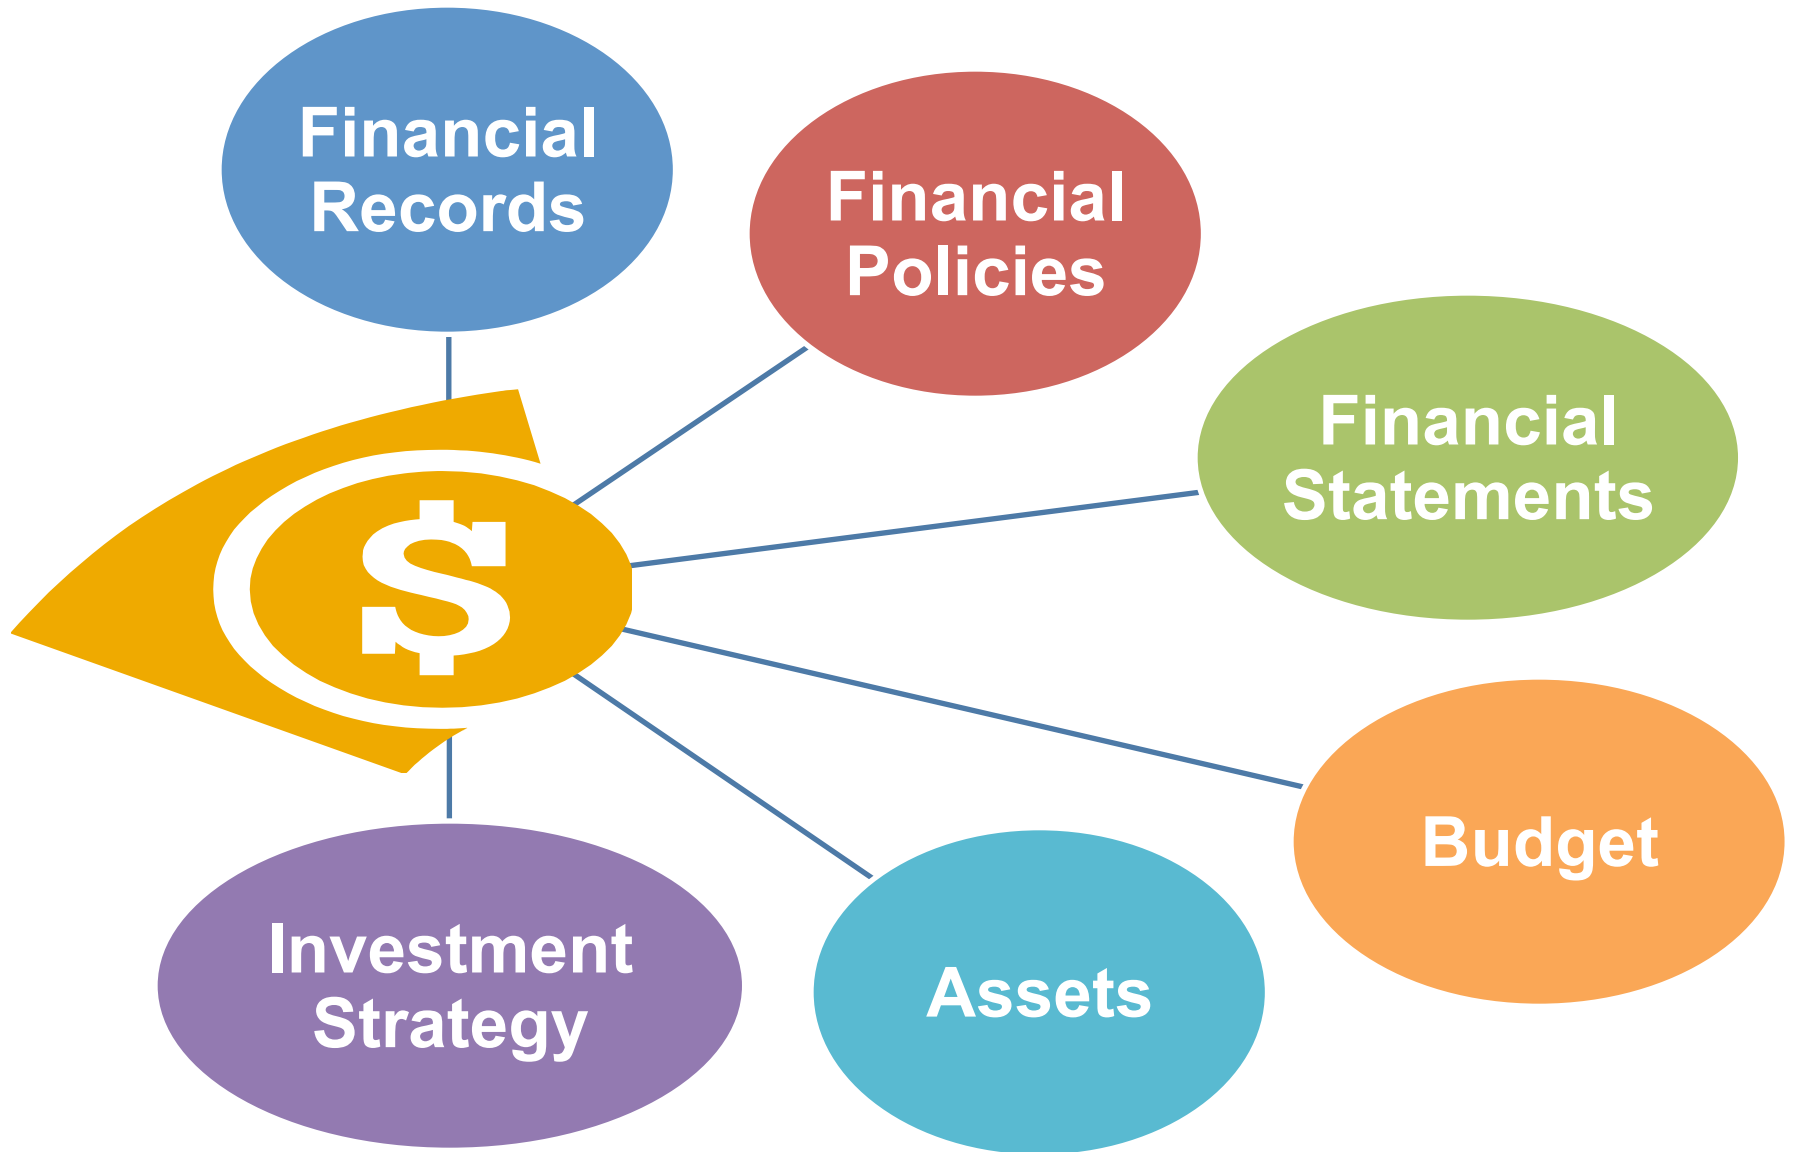 Financial
Records
Financial
Policies
Financial
Statements
$
Budget
Assets
Investment
Strategy